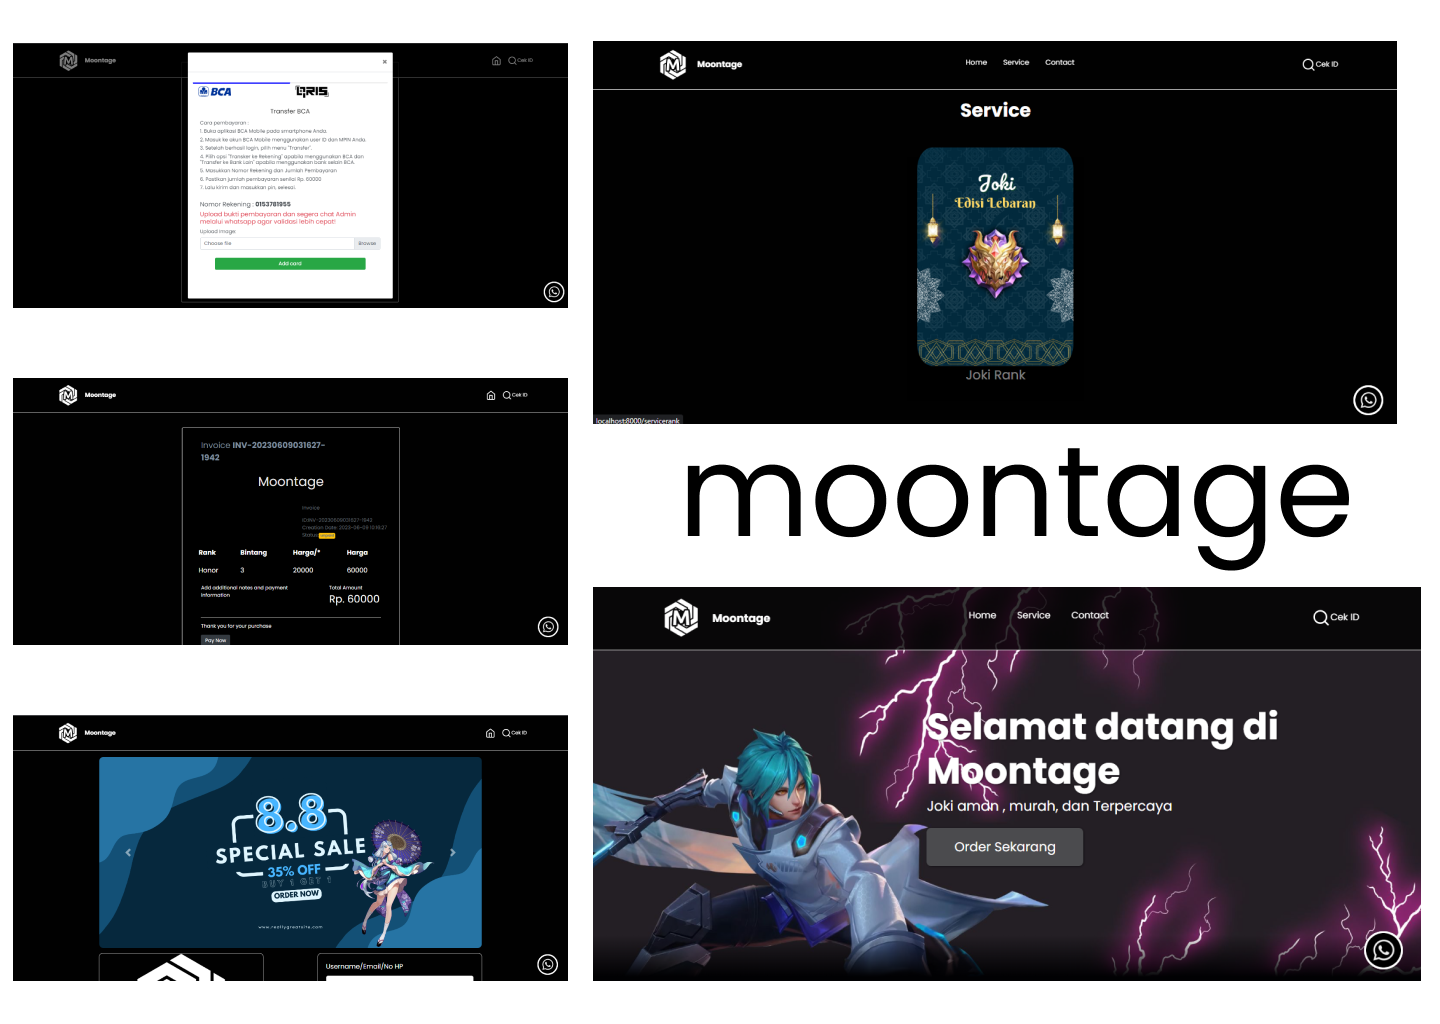 Moontage
Cek ID
×
BCA
QRIS
Transfer BCA
Cara pembayaran :
1. Buka aplikasi BCA Mobile pada smartphone Anda.
2. Masuk ke akun BCA Mobile menggunakan user ID dan MPIN Anda.
3. Setelah berhasil login, pilih menu "Transfer".
4. Pilih opsi "Transker ke Rekening" apabila menggunakan BCA dan
"Transfer ke Bank Lain" apabila menggunakan bank selain BCA.
5. Masukkan Nomor Rekening dan Jumlah Pembayaran
6. Pastikan jumlah pembayaran senilai Rp. 60000
7. Lalu kirim dan masukkan pin, selesai.
Nomor Rekening : 0153781955
Upload bukti pembayaran dan segera chat Admin
melalui whatsapp agar validasi lebih cepat!
Upload Image:
Choose file
Browse
Add card
Moontage
Cek ID
Invoice INV-20230609031627-
1942
Moontage
Invoice
ID:INV-20230609031627-1942
Creation Date: 2023-06-09 10:16:27
Status: unpaid
Rank Bintang Harga/* Harga
Honor 3 20000 60000
Add additional notes and payment
information
Total Amount
Rp. 60000
Thank you for your purchase
Pay Now
Moontage
Cek ID
8.8
SPECIAL SALE
35% OFF
BUY 1 GET 1
ORDER NOW
www.reallygreatsite.com
Username/Email/No HP
Moontage
Home Service Contact
Cek ID
Service
Joki
Edisi Lebaran
Joki Rank
localhost:8000/servicerank
moontage
Moontage
Home Service Contact
Cek ID
Selamat datang di
Moontage
Joki aman , murah, dan Terpercaya
Order Sekarang